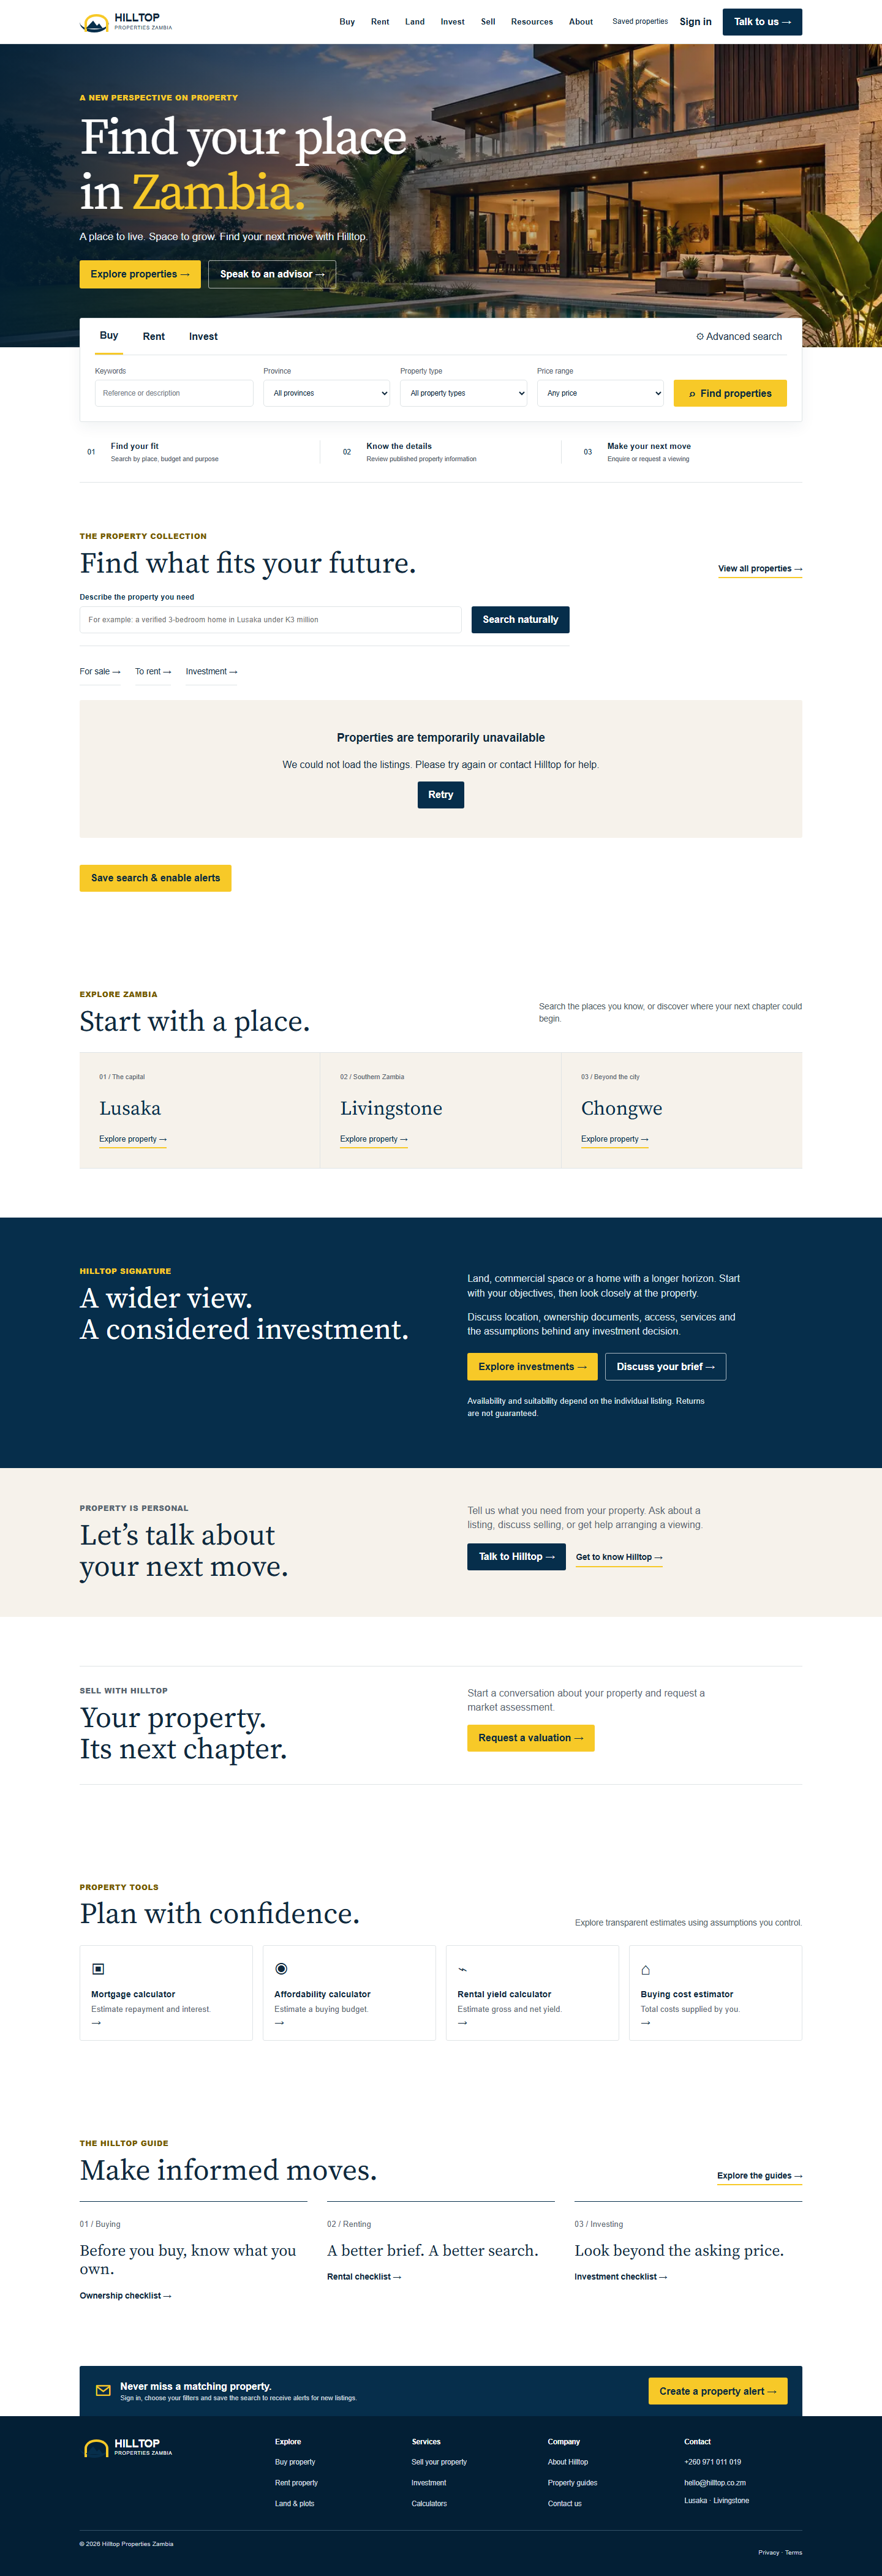 HILLTOP
PROPERTIES ZAMBIA
Buy Rent Land Invest Sell Resources About Saved properties Sign in Talk to us →
A NEW PERSPECTIVE ON PROPERTY
Find your place
in Zambia.
A place to live. Space to grow. Find your next move with Hilltop.
Explore properties → Speak to an advisor →
Buy Rent Invest Advanced search
Keywords Province Property type Price range
Reference or description All provinces All property types Any price Find properties
01 Find your fit
Search by place, budget and purpose
02 Know the details
Review published property information
03 Make your next move
Enquire or request a viewing
THE PROPERTY COLLECTION
Find what fits your future.
View all properties →
Describe the property you need
For example: a verified 3-bedroom home in Lusaka under K3 million Search naturally
For sale → To rent → Investment →
Properties are temporarily unavailable
We could not load the listings. Please try again or contact Hilltop for help.
Retry
Save search & enable alerts
EXPLORE ZAMBIA
Start with a place.
Search the places you know, or discover where your next chapter could
begin.
01 / The capital
Lusaka
Explore property →
02 / Southern Zambia
Livingstone
Explore property →
03 / Beyond the city
Chongwe
Explore property →
HILLTOP SIGNATURE
A wider view.
A considered investment.
Land, commercial space or a home with a longer horizon. Start
with your objectives, then look closely at the property.
Discuss location, ownership documents, access, services and
the assumptions behind any investment decision.
Explore investments → Discuss your brief →
Availability and suitability depend on the individual listing. Returns
are not guaranteed.
PROPERTY IS PERSONAL
Let’s talk about
your next move.
Tell us what you need from your property. Ask about a
listing, discuss selling, or get help arranging a viewing.
Talk to Hilltop → Get to know Hilltop →
SELL WITH HILLTOP
Your property.
Its next chapter.
Start a conversation about your property and request a
market assessment.
Request a valuation →
PROPERTY TOOLS
Plan with confidence.
Explore transparent estimates using assumptions you control.
Mortgage calculator
Estimate repayment and interest.
→
Affordability calculator
Estimate a buying budget.
→
Rental yield calculator
Estimate gross and net yield.
→
Buying cost estimator
Total costs supplied by you.
→
THE HILLTOP GUIDE
Make informed moves.
Explore the guides →
01 / Buying
Before you buy, know what you
own.
Ownership checklist →
02 / Renting
A better brief. A better search.
Rental checklist →
03 / Investing
Look beyond the asking price.
Investment checklist →
Never miss a matching property.
Sign in, choose your filters and save the search to receive alerts for new listings.
Create a property alert →
HILLTOP
PROPERTIES ZAMBIA
Explore
Buy property
Rent property
Land & plots
Services
Sell your property
Investment
Calculators
Company
About Hilltop
Property guides
Contact us
Contact
+260 971 011 019
hello@hilltop.co.zm
Lusaka · Livingstone
© 2026 Hilltop Properties Zambia
Privacy · Terms